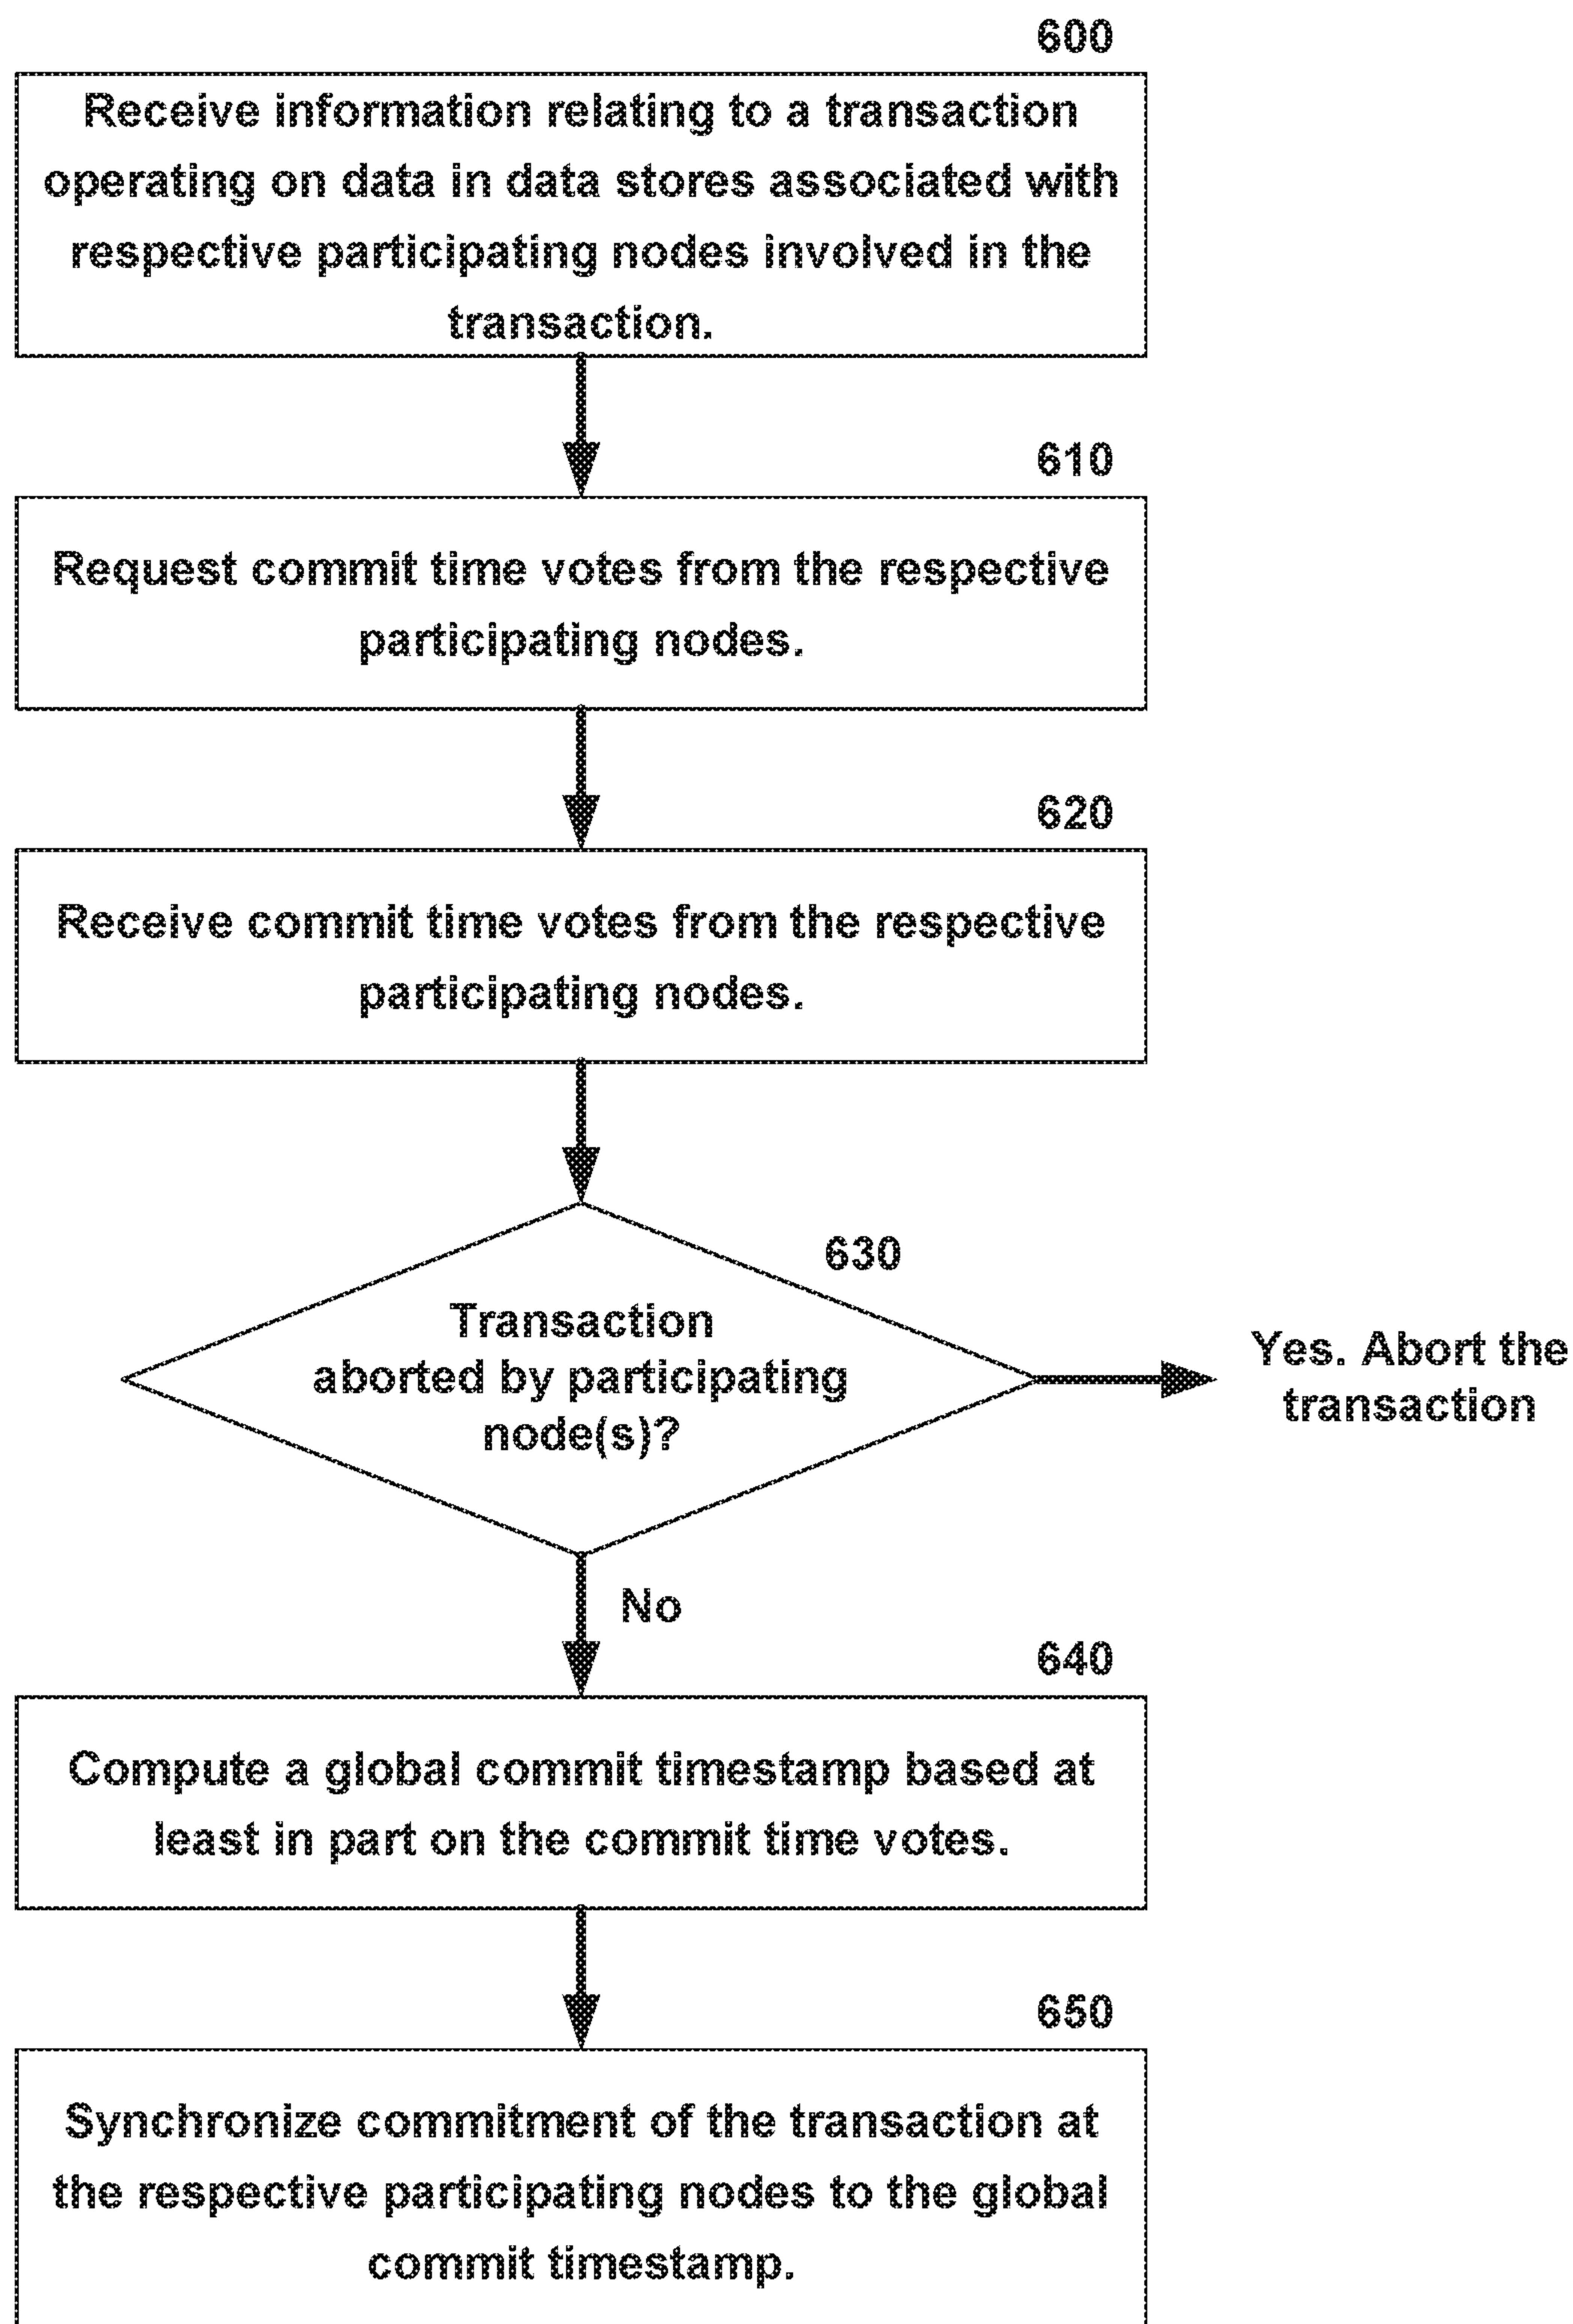 600
Receive information relating to a transaction
operating on data in data stores associated with
respective participating nodes involved in the
transaction.
610
Request commit time votes from the respective
participating nodes.
620
Receive commit time votes from the respective
participating nodes.
630
Transaction
aborted by participating
node(s)?
Yes. Abort the
transaction
No
640
Compute a global commit timestamp based at
least in part on the commit time votes.
650
Synchronize commitment of the transaction at
the respective participating nodes to the global
commit timestamp.